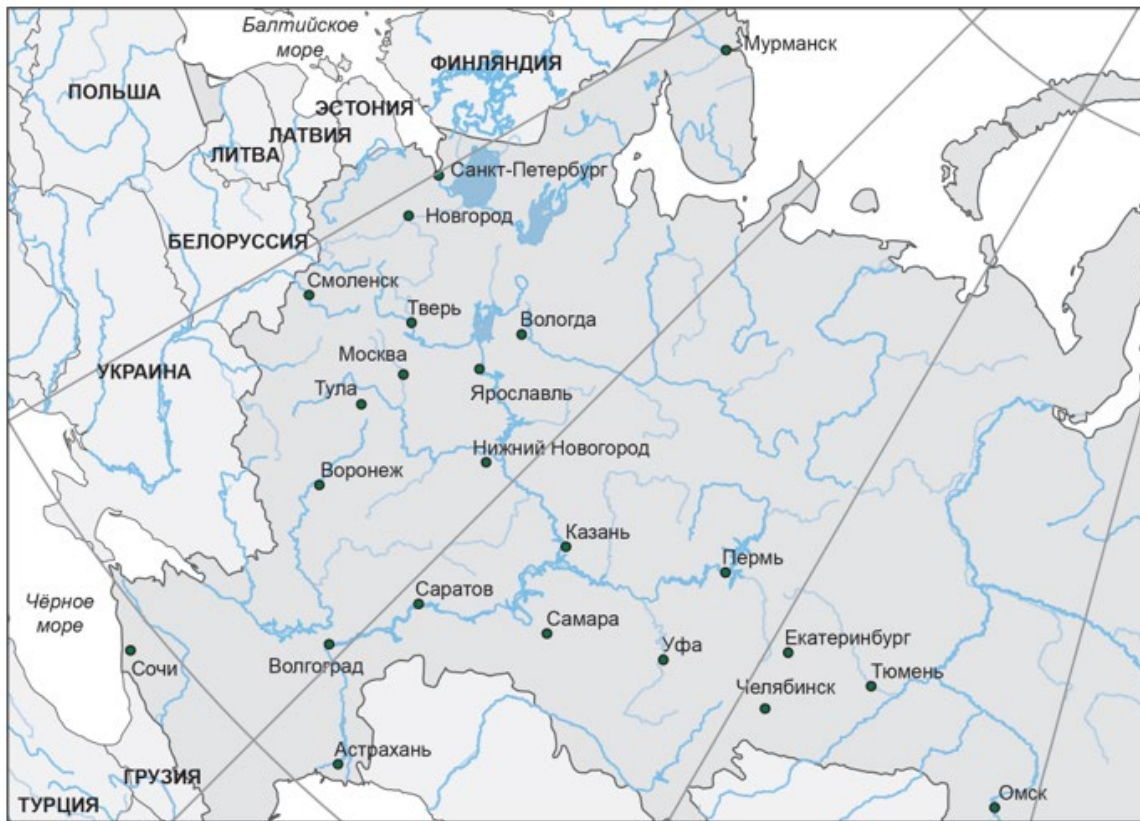 Балтийское
море
Мурманск
ФИНЛЯНДИЯ
ПОЛЬША
ЭСТОНИЯ
ЛАТВИЯ
ЛИТВА
Санкт-Петербург
Новгород
БЕЛОРУССИЯ
Смоленск
Тверь
Вологда
Москва
УКРАИНА
Тула
Ярославль
Нижний Новогород
Воронеж
Казань
Пермь
Саратов
Чёрное
море
Самара
Екатеринбург
Уфа
Волгоград
Сочи
Тюмень
Челябинск
Астрахань
ГРУЗИЯ
ТУРЦИЯ
Омск